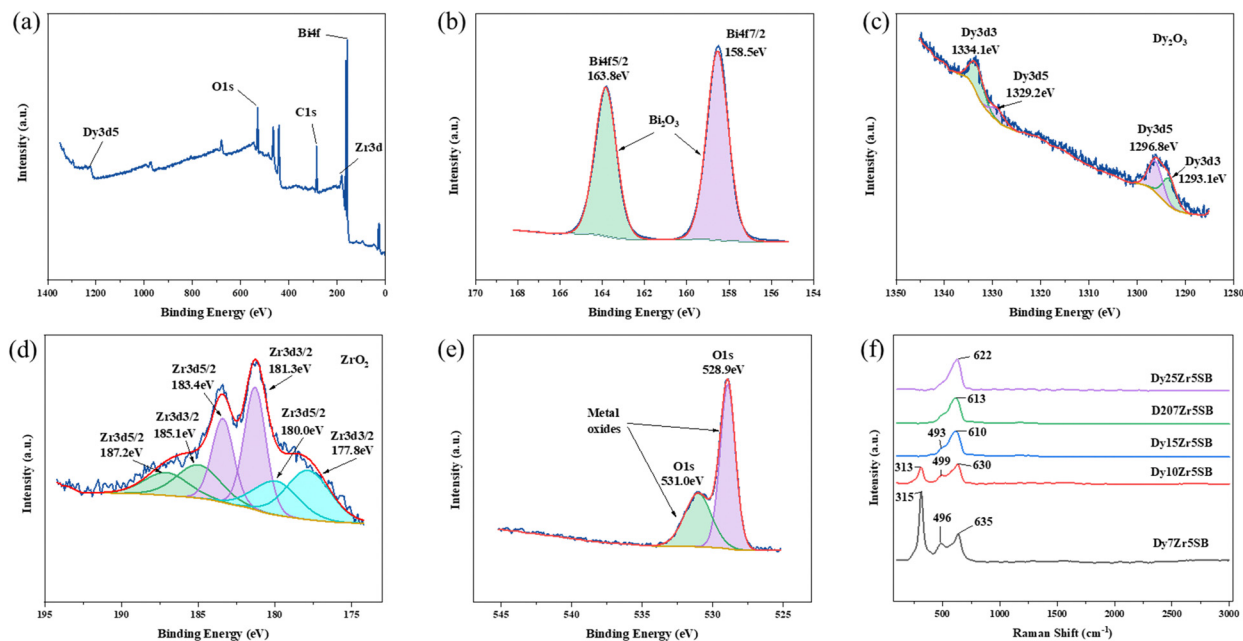 (a)
Bi4f
O1s
C1s
Dy3d5
Zr3d
Intensity (a.u.)
1400 1200 1000 800 600 400 200 0
Binding Energy (eV)
(b)
Bi4f7/2
158.5eV
Bi4f5/2
163.8eV
Bi₂O₃
Intensity (a.u.)
170 168 166 164 162 160 158 156 154
Binding Energy (eV)
(c)
Dy3d3
1334.1eV
Dy₂O₃
Dy3d5
1329.2eV
Dy3d5
1296.8eV
Dy3d3
1293.1eV
Intensity (a.u.)
1350 1340 1330 1320 1310 1300 1290 1280
Binding Energy (eV)
(d)
Zr3d3/2
181.3eV
ZrO₂
Zr3d5/2
183.4eV
Zr3d3/2
185.1eV
Zr3d5/2
180.0eV
Zr3d5/2
187.2eV
Zr3d3/2
177.8eV
Intensity (a.u.)
195 190 185 180 175
Binding Energy (eV)
(e)
O1s
528.9eV
Metal
oxides
O1s
531.0eV
Intensity (a.u.)
545 540 535 530 525
Binding Energy (eV)
(f)
622
Dy25Zr5SB
613
D207Zr5SB
493 610
Dy15Zr5SB
313 499 630
Dy10Zr5SB
315
496 635
Dy7Zr5SB
Intensity (a.u.)
500 1000 1500 2000 2500 3000
Raman Shift (cm⁻¹)